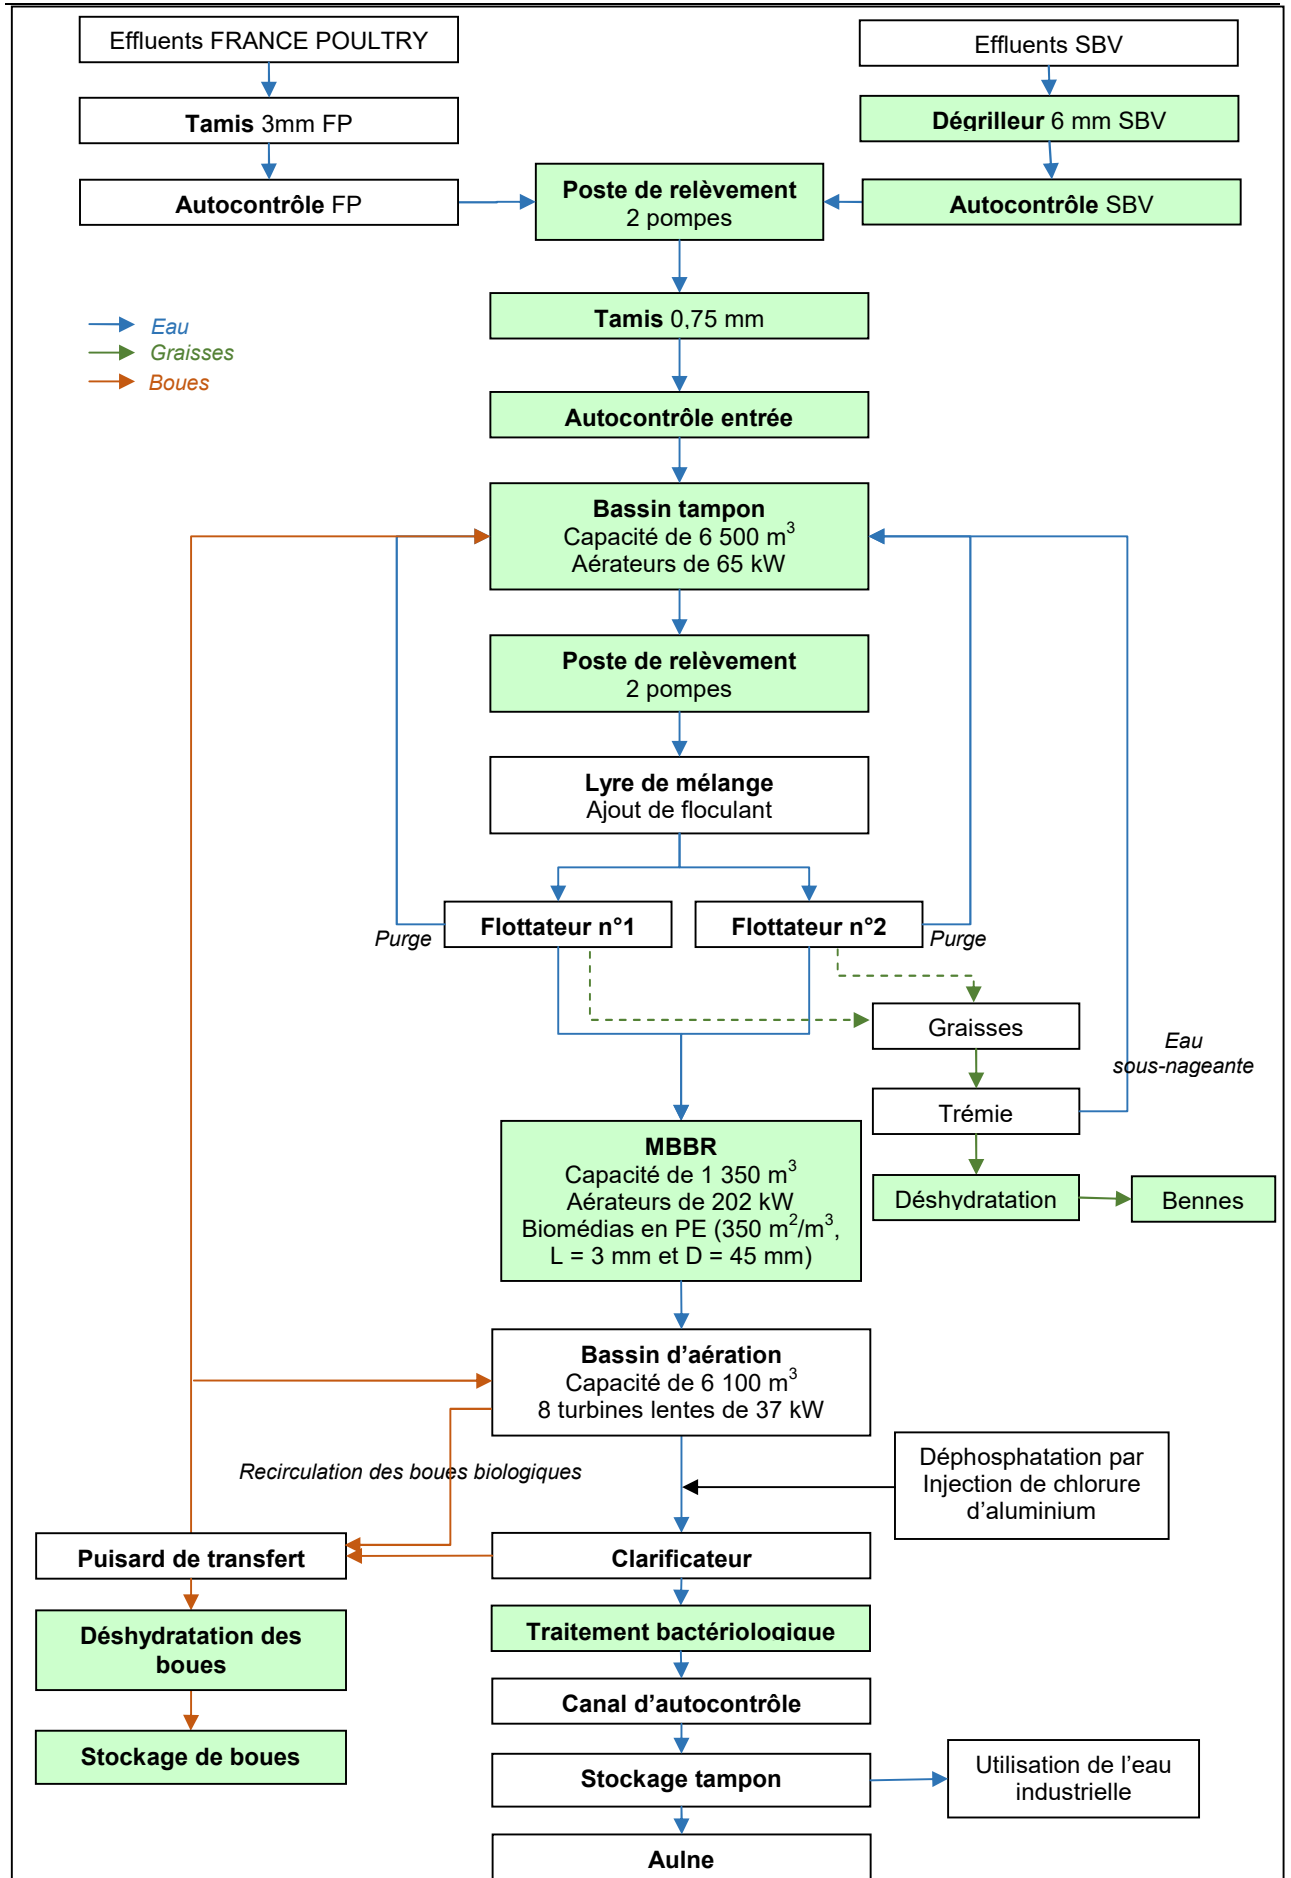 Effluents FRANCE POULTRY
Effluents SBV
Tamis 3mm FP
Dégrilleur 6 mm SBV
Autocontrôle FP
Poste de relèvement
2 pompes
Autocontrôle SBV
Tamis 0,75 mm
Eau
Graisses
Boues
Autocontrôle entrée
Bassin tampon
Capacité de 6 500 m³
Aérateurs de 65 kW
Poste de relèvement
2 pompes
Lyre de mélange
Ajout de floculant
Flottateur n°1
Flottateur n°2
Purge
Purge
Graisses
Eau
sous-nageante
Trémie
MBBR
Capacité de 1 350 m³
Aérateurs de 202 kW
Biomédias en PE (350 m²/m³,
L = 3 mm et D = 45 mm)
Déshydratation
Bennes
Bassin d’aération
Capacité de 6 100 m³
8 turbines lentes de 37 kW
Recirculation des boues biologiques
Déphosphatation par
Injection de chlorure
d’aluminium
Puisard de transfert
Clarificateur
Déshydratation des
boues
Traitement bactériologique
Canal d’autocontrôle
Stockage de boues
Stockage tampon
Utilisation de l’eau
industrielle
Aulne